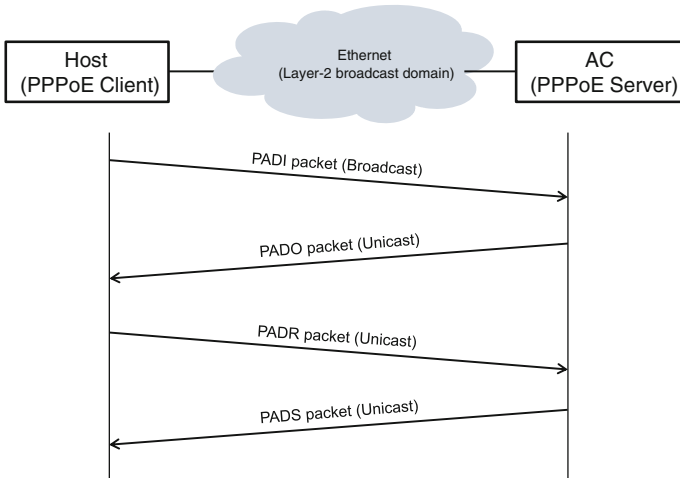 Host
(PPPoE Client)
Ethernet
(Layer-2 broadcast domain)
AC
(PPPoE Server)
PADI packet (Broadcast)
PADO packet (Unicast)
PADR packet (Unicast)
PADS packet (Unicast)